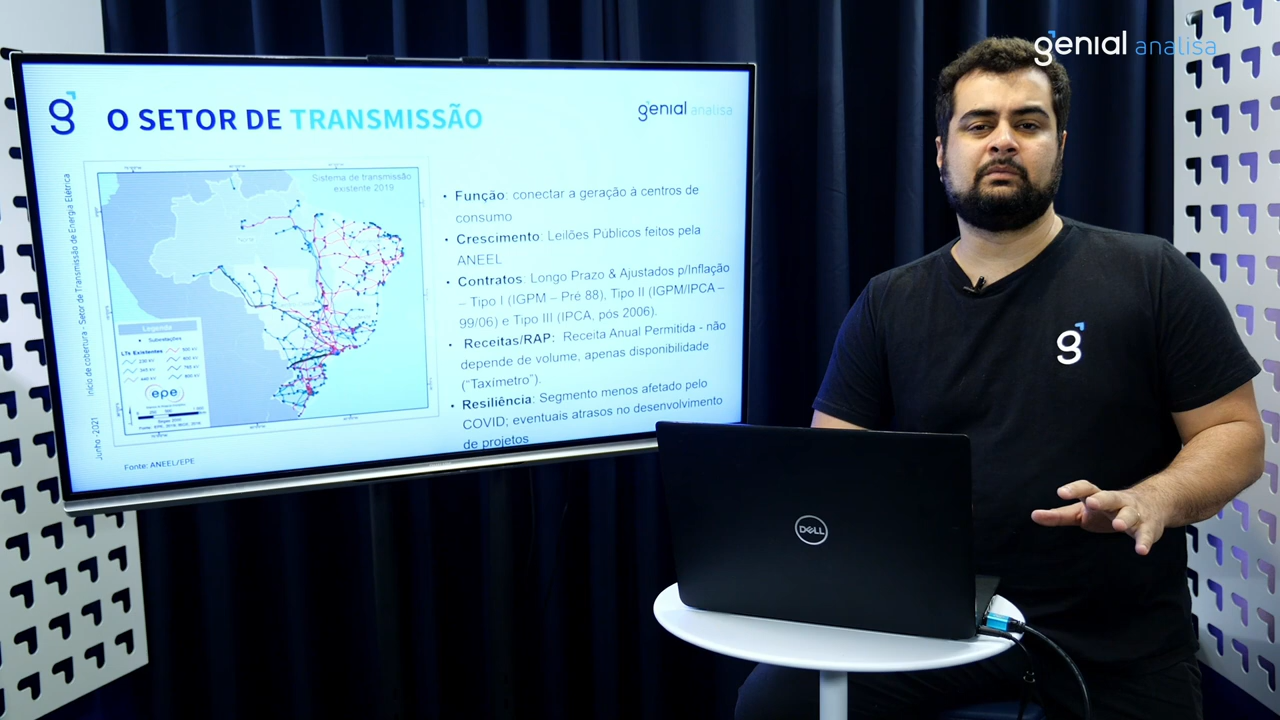 genial analisa
g O SETOR DE TRANSMISSÃO
genial analisa
Junho - 2021 Início de cobertura - Setor de Transmissão de Energia Elétrica
Sistema de transmissão
existente 2019
Legenda
Subestações
LTs Existentes
epe
Fonte: ANEEL/EPE
• Função: conectar a geração à centros de
consumo
• Crescimento: Leilões Públicos feitos pela
ANEEL
• Contratos: Longo Prazo & Ajustados p/Inflação
– Tipo I (IGPM – Pré 88), Tipo II (IGPM/IPCA –
99/06) e Tipo III (IPCA, pós 2006).
• Receitas/RAP: Receita Anual Permitida - não
depende de volume, apenas disponibilidade
("Taxímetro").
• Resiliência: Segmento menos afetado pelo
COVID; eventuais atrasos no desenvolvimento
de projetos
g
DELL